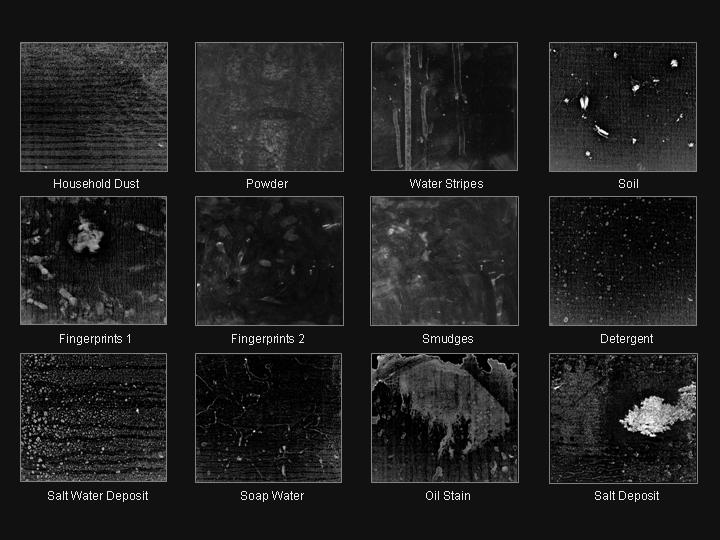 Household Dust
Powder
Water Stripes
Soil
Fingerprints 1
Fingerprints 2
Smudges
Detergent
Salt Water Deposit
Soap Water
Oil Stain
Salt Deposit